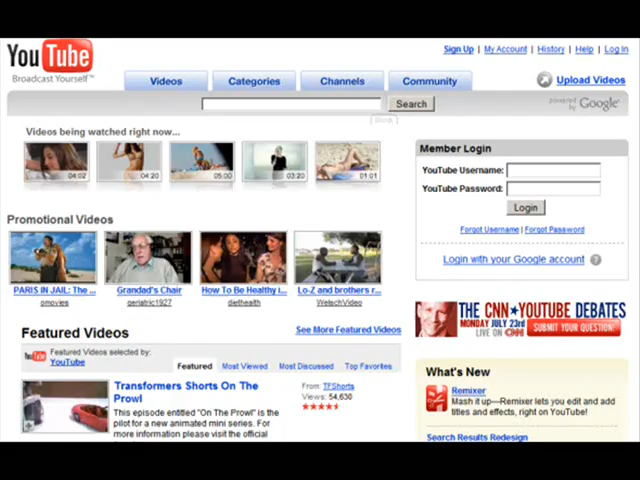 YouTube
Broadcast Yourself™
Sign Up | My Account | History | Help | Log In
Videos
Categories
Channels
Community
Upload Videos
Search
powered by Google
Videos being watched right now...
04:02
04:20
05:00
03:20
01:01
Promotional Videos
PARIS IN JAIL: The ...
Grandad's Chair
How To Be Healthy i...
Lo-Z and brothers r...
pmovies
geriatric1927
diethealth
WelschVideo
Featured Videos
See More Featured Videos
YouTube
Featured Videos selected by:
YouTube
Featured
Most Viewed
Most Discussed
Top Favorites
Transformers Shorts On The
Prowl
This episode entitled "On The Prowl" is the
pilot for a new animated mini series. For
more information please visit the official
From: TFShorts
Views: 54,630
Member Login
YouTube Username:
YouTube Password:
Login
Forgot Username | Forgot Password
Login with your Google account ?
THE CNN YOUTUBE DEBATES
MONDAY JULY 23rd
LIVE ON CNN
SUBMIT YOUR QUESTION!
What's New
Remixer
Mash it up—Remixer lets you edit and add
titles and effects, right on YouTube!
Search Results Redesign